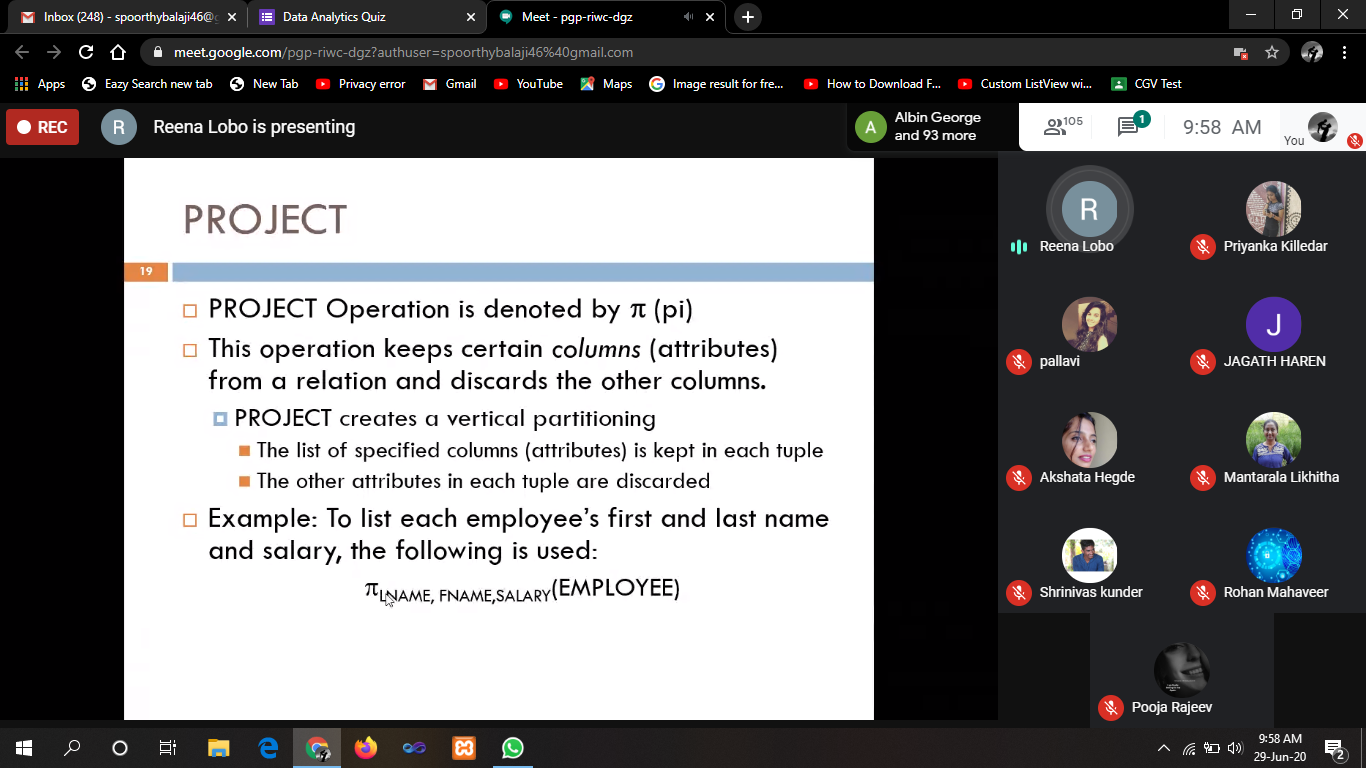 Inbox (248) - spoorthybalaji46@g
Data Analytics Quiz
Meet - pgp-riwc-dgz
meet.google.com/pgp-riwc-dgz?authuser=spoorthybalaji46%40gmail.com
Apps Eazy Search new tab New Tab Privacy error Gmail YouTube Maps Image result for fre... How to Download F... Custom ListView wi... CGV Test
REC
R
Reena Lobo is presenting
A
Albin George
and 93 more
105
1
9:58 AM
You
PROJECT
19
PROJECT Operation is denoted by π (pi)
This operation keeps certain columns (attributes)
from a relation and discards the other columns.
PROJECT creates a vertical partitioning
The list of specified columns (attributes) is kept in each tuple
The other attributes in each tuple are discarded
Example: To list each employee’s first and last name
and salary, the following is used:
πLNAME, FNAME,SALARY(EMPLOYEE)
R
Reena Lobo
Priyanka Killedar
pallavi
J
JAGATH HAREN
Akshata Hegde
Mantarala Likhitha
Shrinivas kunder
Rohan Mahaveer
Pooja Rajeev
9:58 AM
29-Jun-20
2